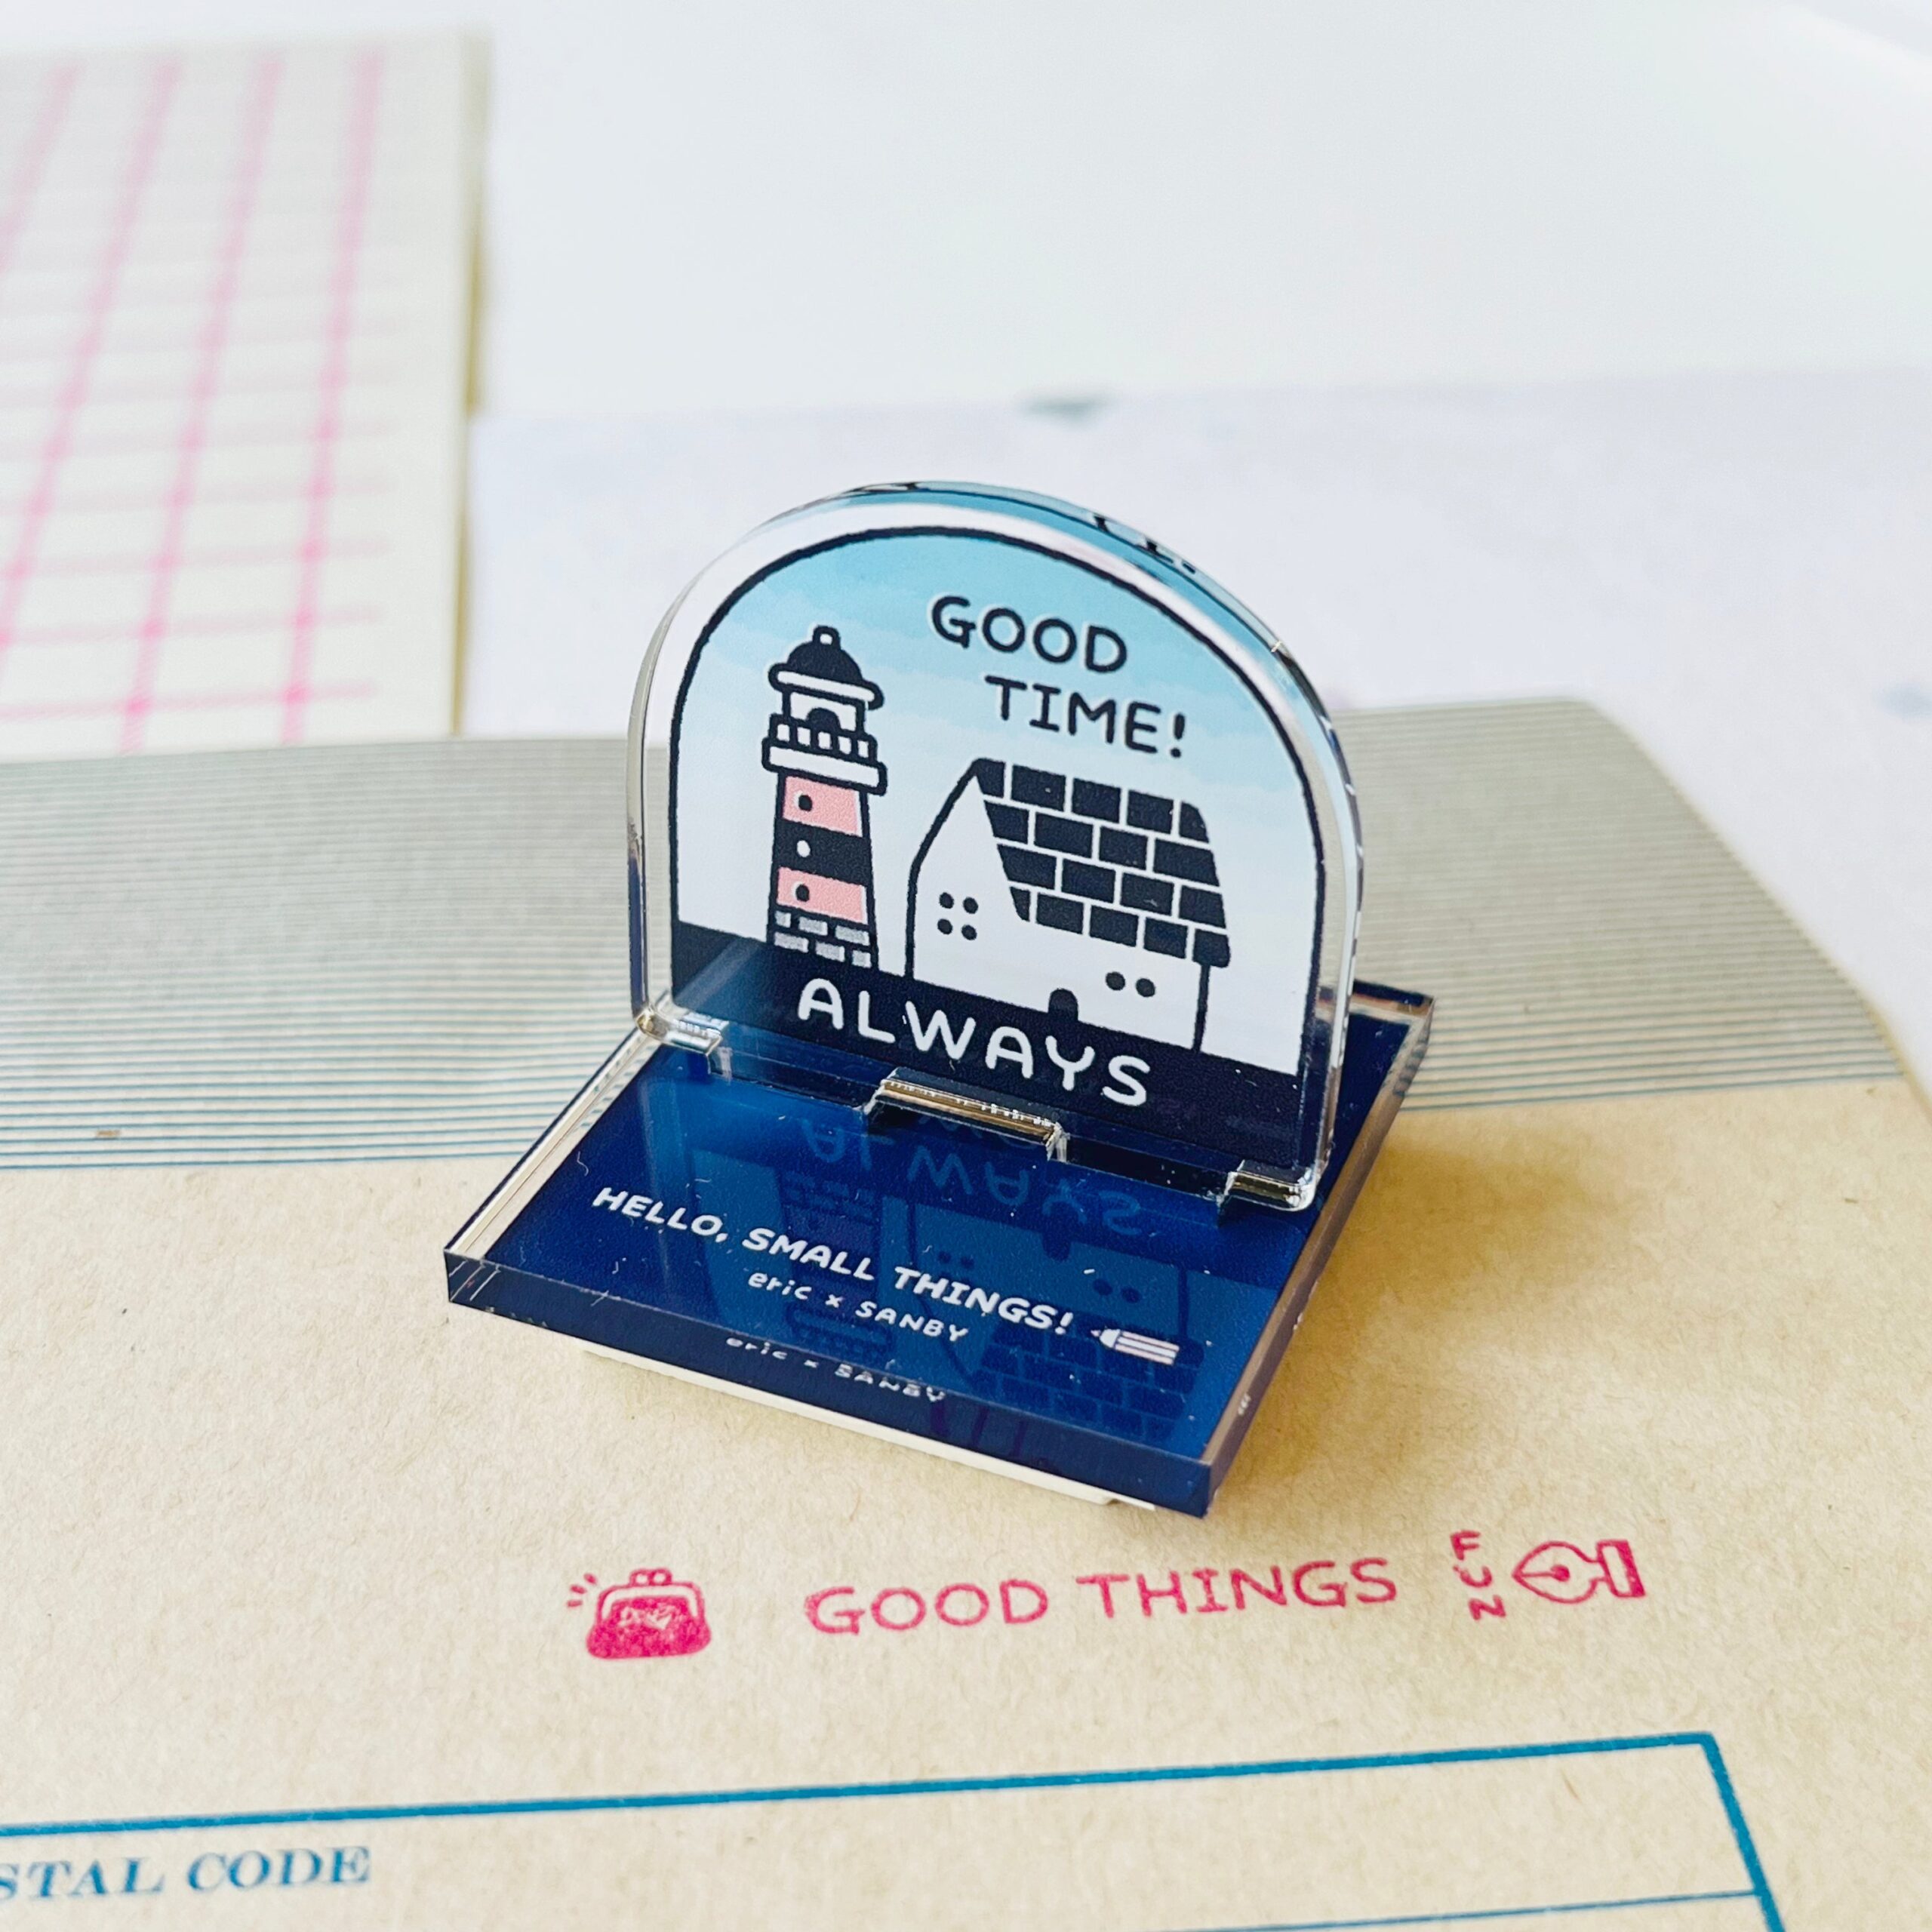 GOOD
TIME!
ALWAYS
HELLO, SMALL THINGS!
eric x SANBY
GOOD THINGS
FUN
STAL CODE